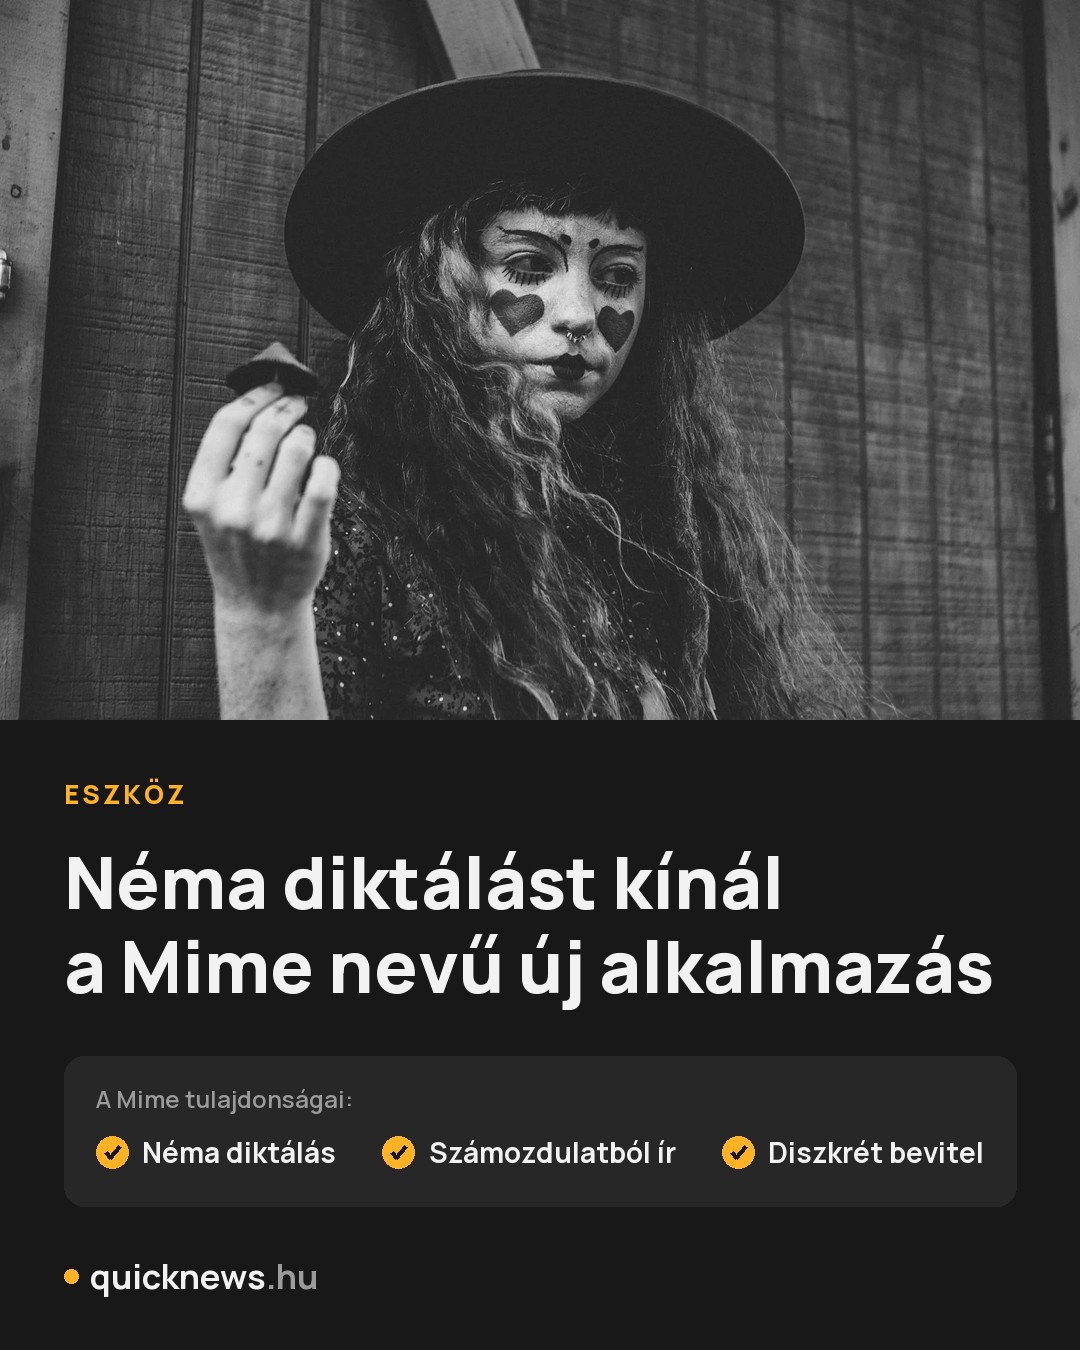 ESZKÖZ
Néma diktálást kínál
a Mime nevű új alkalmazás
A Mime tulajdonságai:
Néma diktálás
Számozdulatból ír
Diszkrét bevitel
quicknews.hu